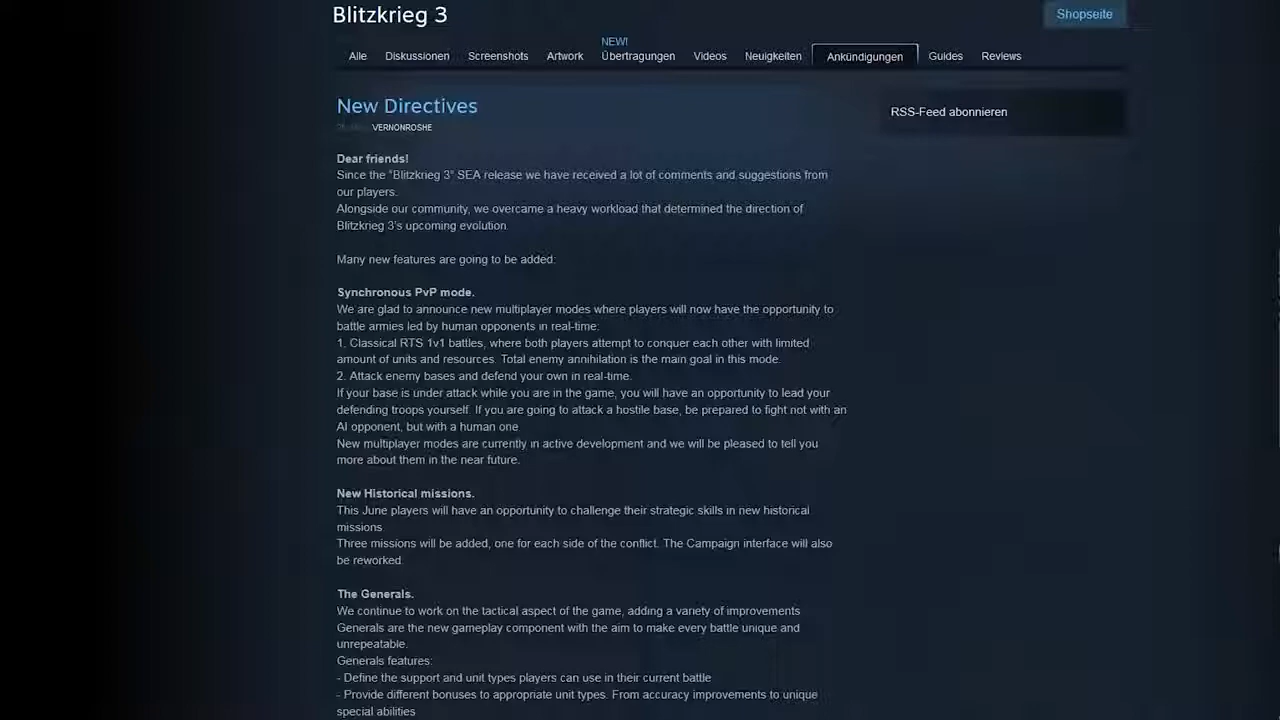 Blitzkrieg 3
Shopseite
NEW!
Alle Diskussionen Screenshots Artwork Übertragungen Videos Neuigkeiten Ankündigungen Guides Reviews
New Directives
RSS-Feed abonnieren
VERNONROSHE
Dear friends!
Since the "Blitzkrieg 3" SEA release we have received a lot of comments and suggestions from
our players.
Alongside our community, we overcame a heavy workload that determined the direction of
Blitzkrieg 3's upcoming evolution.
Many new features are going to be added:
Synchronous PvP mode.
We are glad to announce new multiplayer modes where players will now have the opportunity to
battle armies led by human opponents in real-time:
1. Classical RTS 1v1 battles, where both players attempt to conquer each other with limited
amount of units and resources. Total enemy annihilation is the main goal in this mode.
2. Attack enemy bases and defend your own in real-time.
If your base is under attack while you are in the game, you will have an opportunity to lead your
defending troops yourself. If you are going to attack a hostile base, be prepared to fight not with an
AI opponent, but with a human one.
New multiplayer modes are currently in active development and we will be pleased to tell you
more about them in the near future.
New Historical missions.
This June players will have an opportunity to challenge their strategic skills in new historical
missions.
Three missions will be added, one for each side of the conflict. The Campaign interface will also
be reworked.
The Generals.
We continue to work on the tactical aspect of the game, adding a variety of improvements
Generals are the new gameplay component with the aim to make every battle unique and
unrepeatable.
Generals features:
- Define the support and unit types players can use in their current battle
- Provide different bonuses to appropriate unit types. From accuracy improvements to unique
special abilities